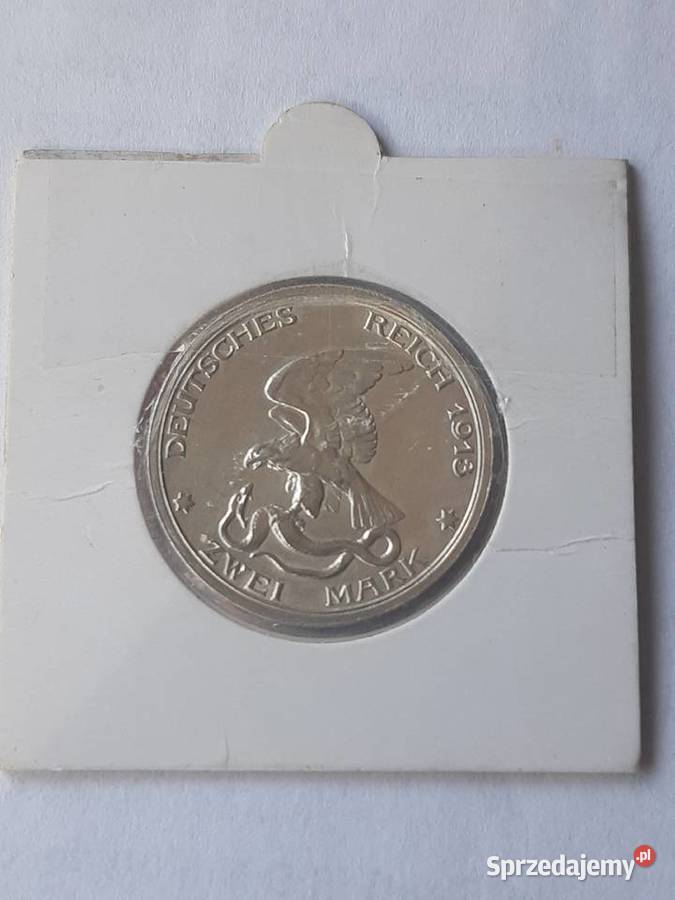 DEUTSCHES REICH 1913
ZWEI MARK
Sprzedajemy.pl